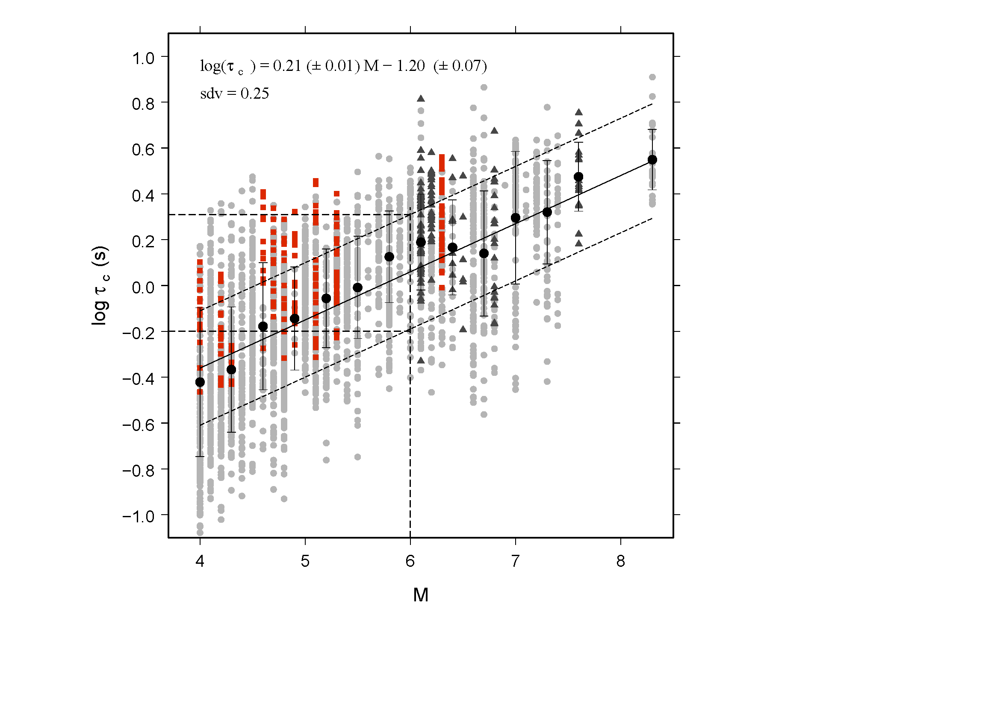 log(τ c ) = 0.21 (± 0.01) M − 1.20 (± 0.07)
sdv = 0.25
1.0
0.8
0.6
0.4
0.2
0.0
−0.2
−0.4
−0.6
−0.8
−1.0
log τ c (s)
4 5 6 7 8
M